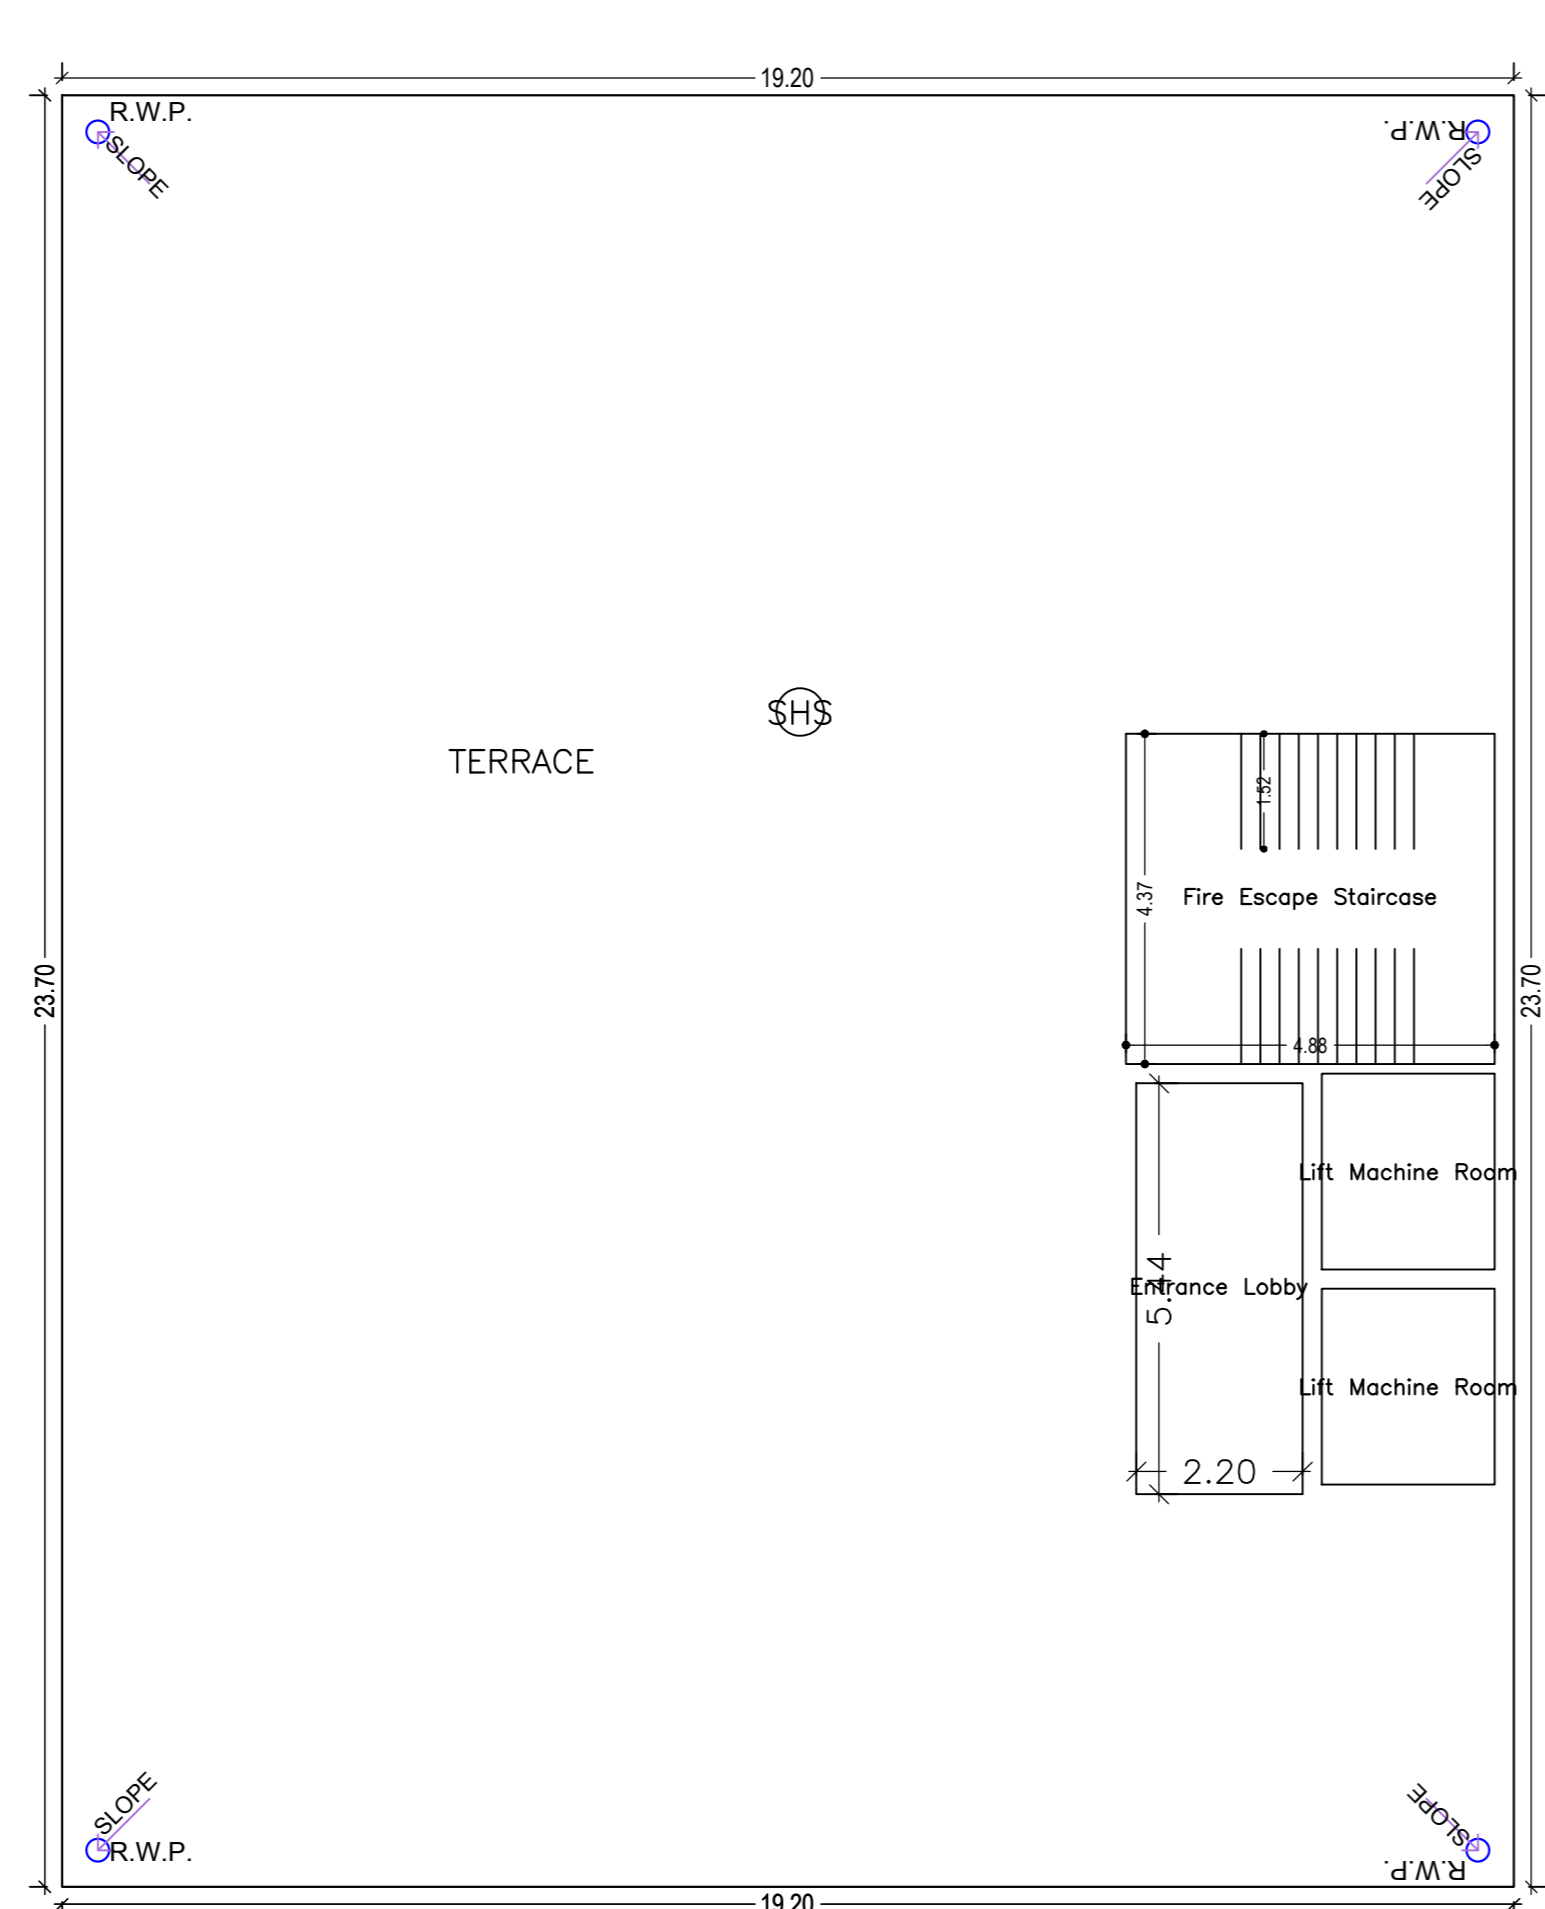 19.20
R.W.P.
SLOPE
R.W.P.
SLOPE
SHS
TERRACE
1.52
4.37
Fire Escape Staircase
23.70
23.70
4.88
Lift Machine Room
5.44
Entrance Lobby
Lift Machine Room
2.20
SLOPE
R.W.P.
SLOPE
R.W.P.
19.20